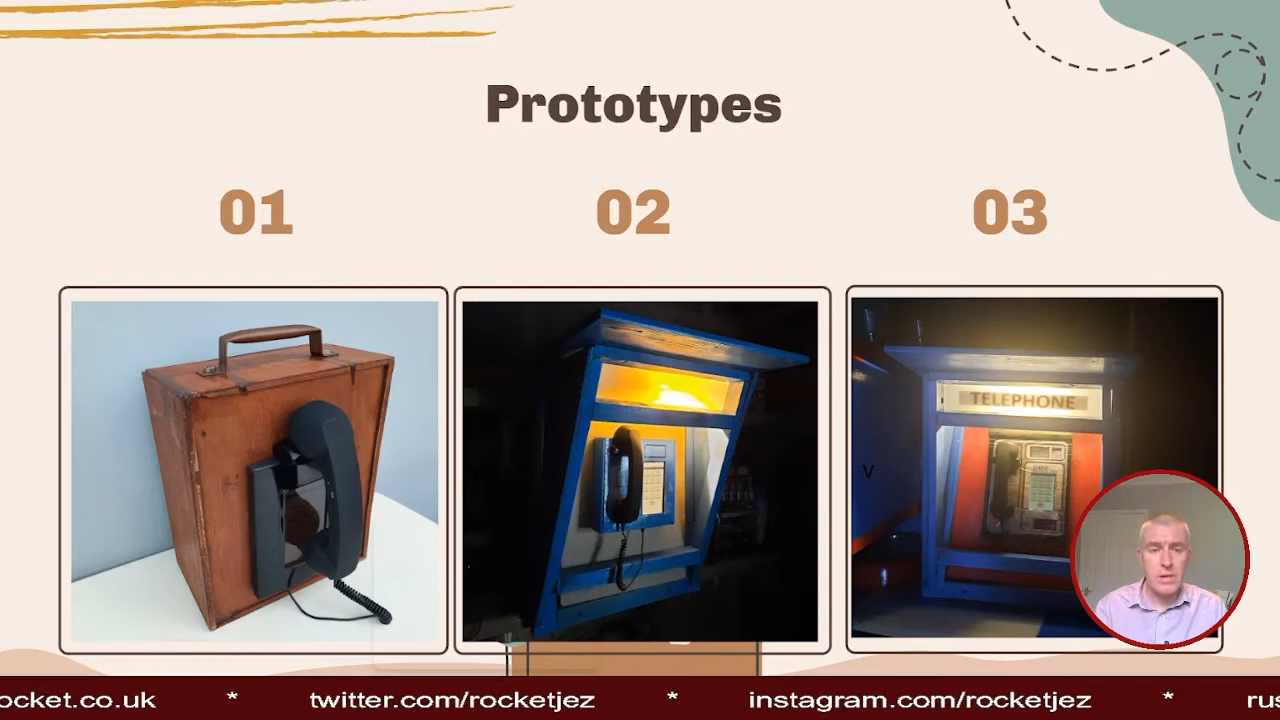 Prototypes
01
02
03
TELEPHONE
V
ocket.co.uk * twitter.com/rocketjez * instagram.com/rocketjez * rus